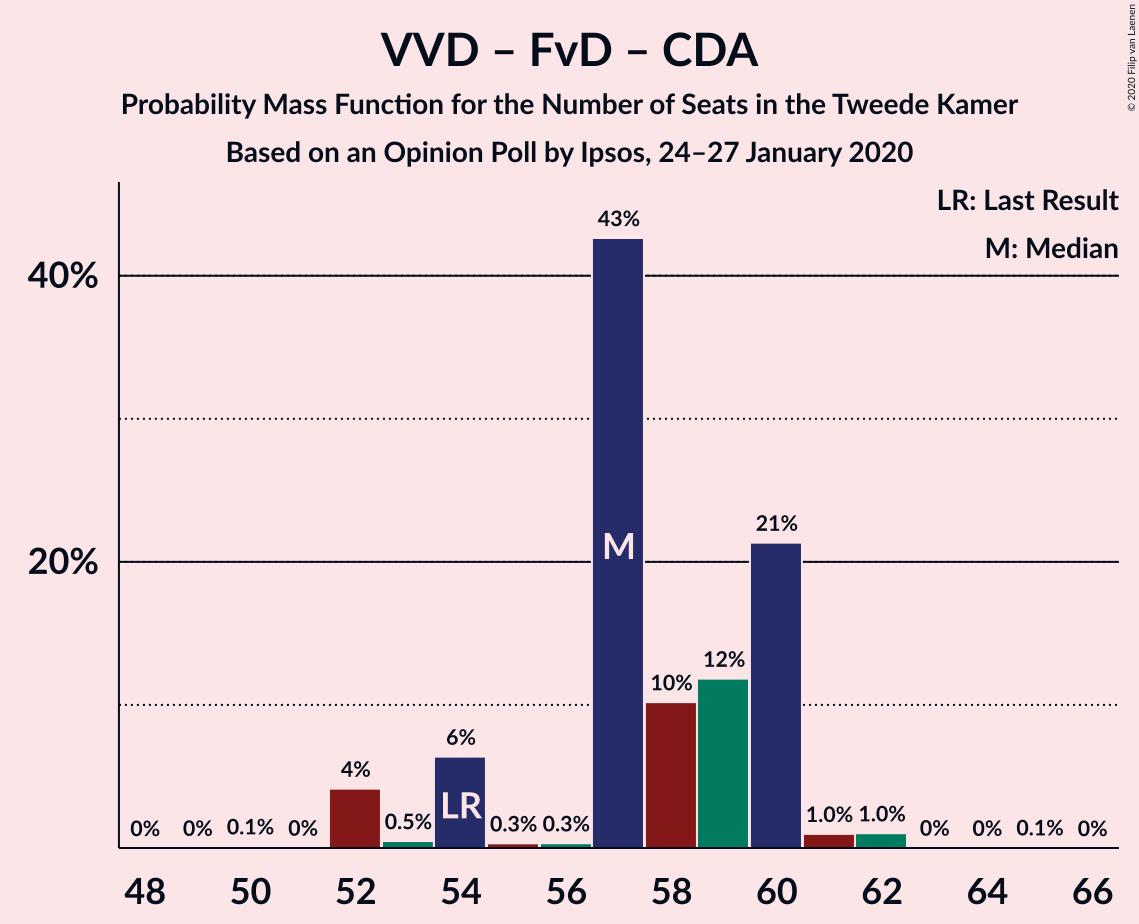 VVD – FvD – CDA
Probability Mass Function for the Number of Seats in the Tweede Kamer
Based on an Opinion Poll by Ipsos, 24–27 January 2020
© 2020 Filip van Laenen
LR: Last Result
M: Median
40%
20%
0%
0%
0.1%
0%
4%
0.5%
6%
0.3%
0.3%
43%
10%
12%
21%
1.0%
1.0%
0%
0%
0.1%
0%
LR
M
48 50 52 54 56 58 60 62 64 66